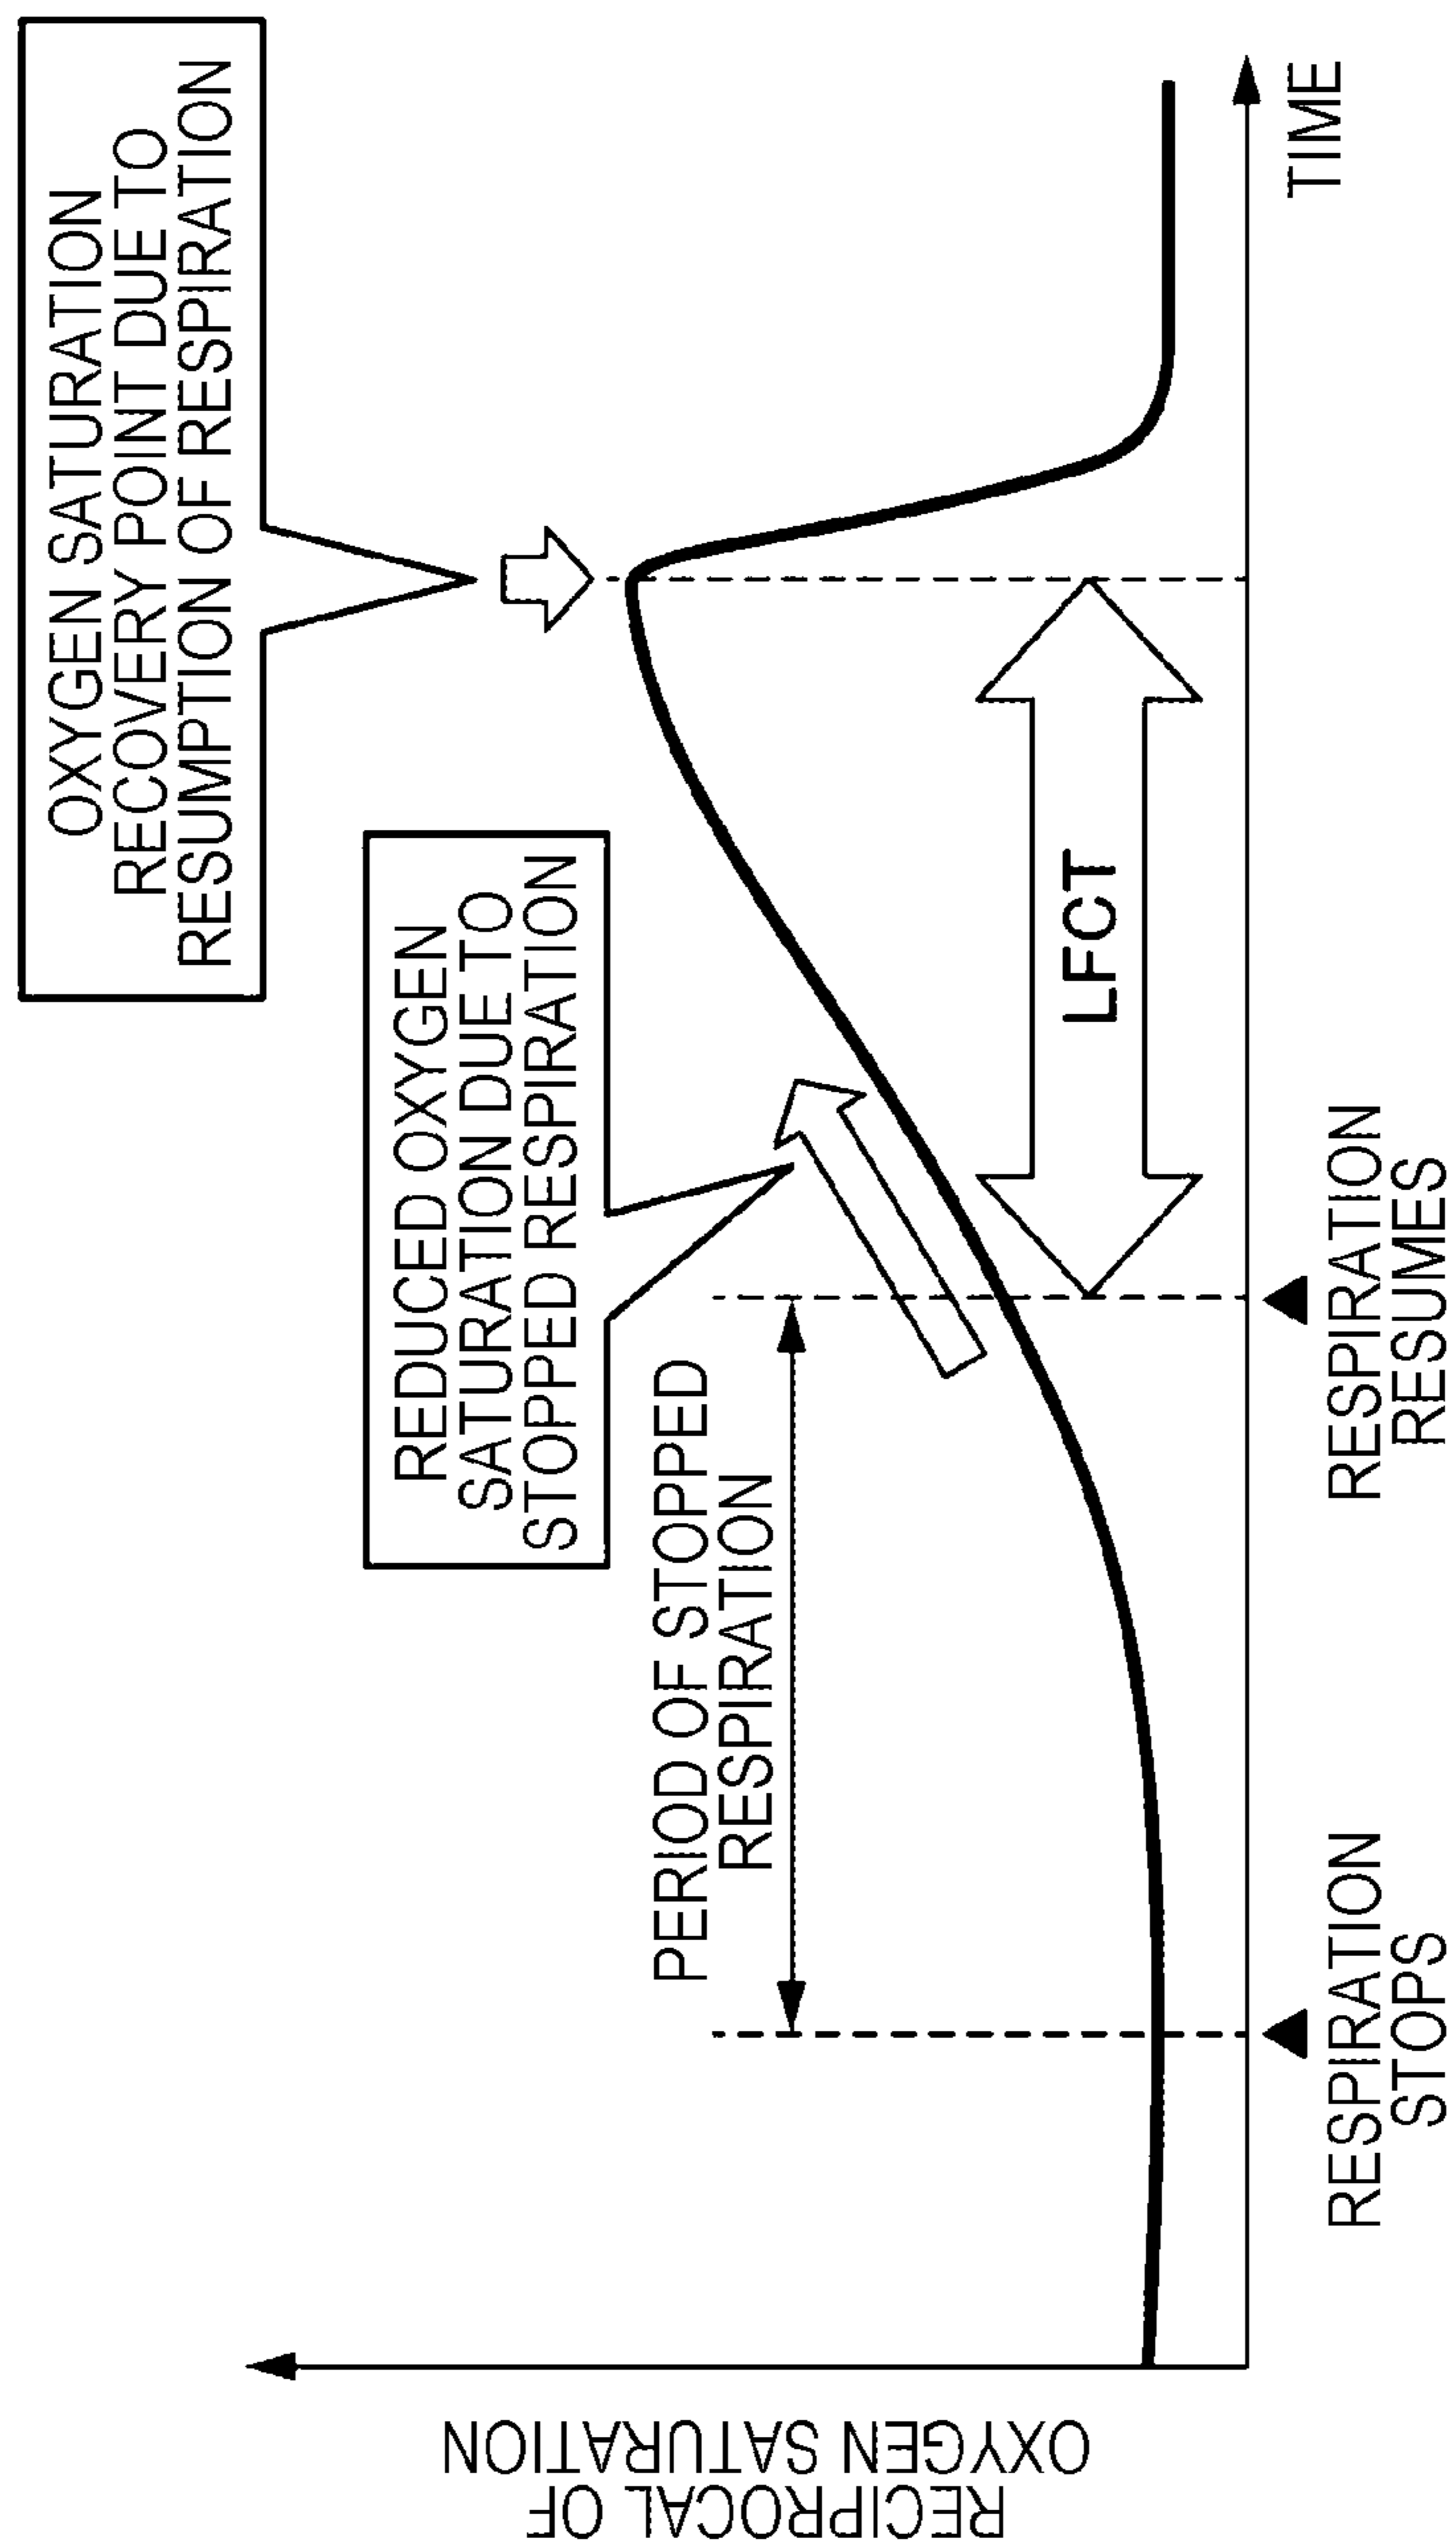 OXYGEN SATURATION
RECOVERY POINT DUE TO
RESUMPTION OF RESPIRATION
REDUCED OXYGEN
SATURATION DUE TO
STOPPED RESPIRATION
PERIOD OF STOPPED
RESPIRATION
LFCT
RECIPROCAL OF
OXYGEN SATURATION
TIME
RESPIRATION
STOPS
RESPIRATION
RESUMES